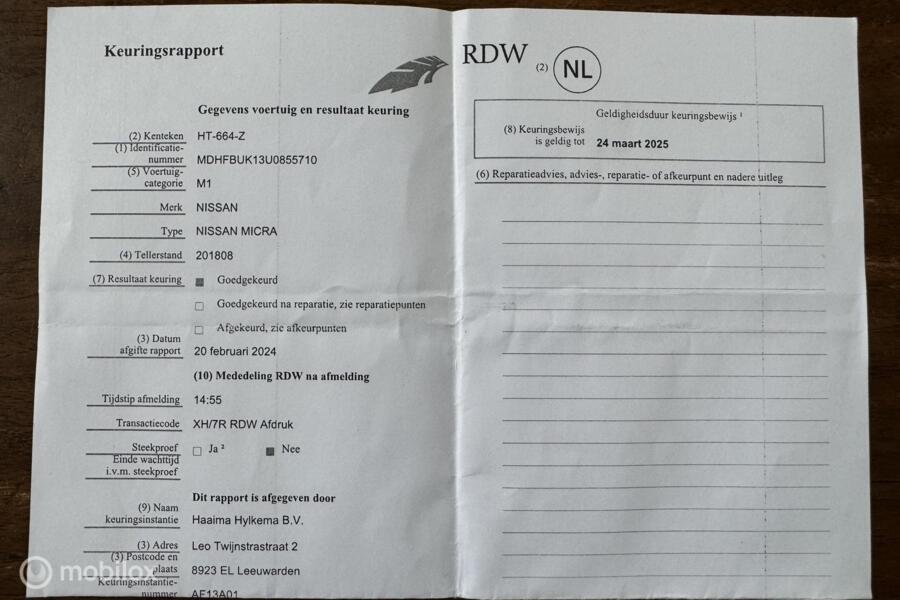 Keuringsrapport
Gegevens voertuig en resultaat keuring
(2) Kenteken HT-664-Z
(1) Identificatie-
nummer MDHFBUK13U0855710
(5) Voertuig-
categorie M1
Merk NISSAN
Type NISSAN MICRA
(4) Tellerstand 201808
(7) Resultaat keuring Goedgekeurd
Goedgekeurd na reparatie, zie reparatiepunten
Afgekeurd, zie afkeurpunten
(3) Datum
afgifte rapport 20 februari 2024
(10) Mededeling RDW na afmelding
Tijdstip afmelding 14:55
Transactiecode XH/7R RDW Afdruk
Steekproef Ja ² Nee
Einde wachttijd
i.v.m. steekproef
Dit rapport is afgegeven door
(9) Naam
keuringsinstantie Haaima Hylkema B.V.
(3) Adres Leo Twijnstrastraat 2
(3) Postcode en
plaats 8923 EL Leeuwarden
Keuringsinstantie-
nummer AF13A01
mobilox
RDW (2) NL
Geldigheidsduur keuringsbewijs ¹
(8) Keuringsbewijs
is geldig tot 24 maart 2025
(6) Reparatieadvies, advies-, reparatie- of afkeurpunt en nadere uitleg